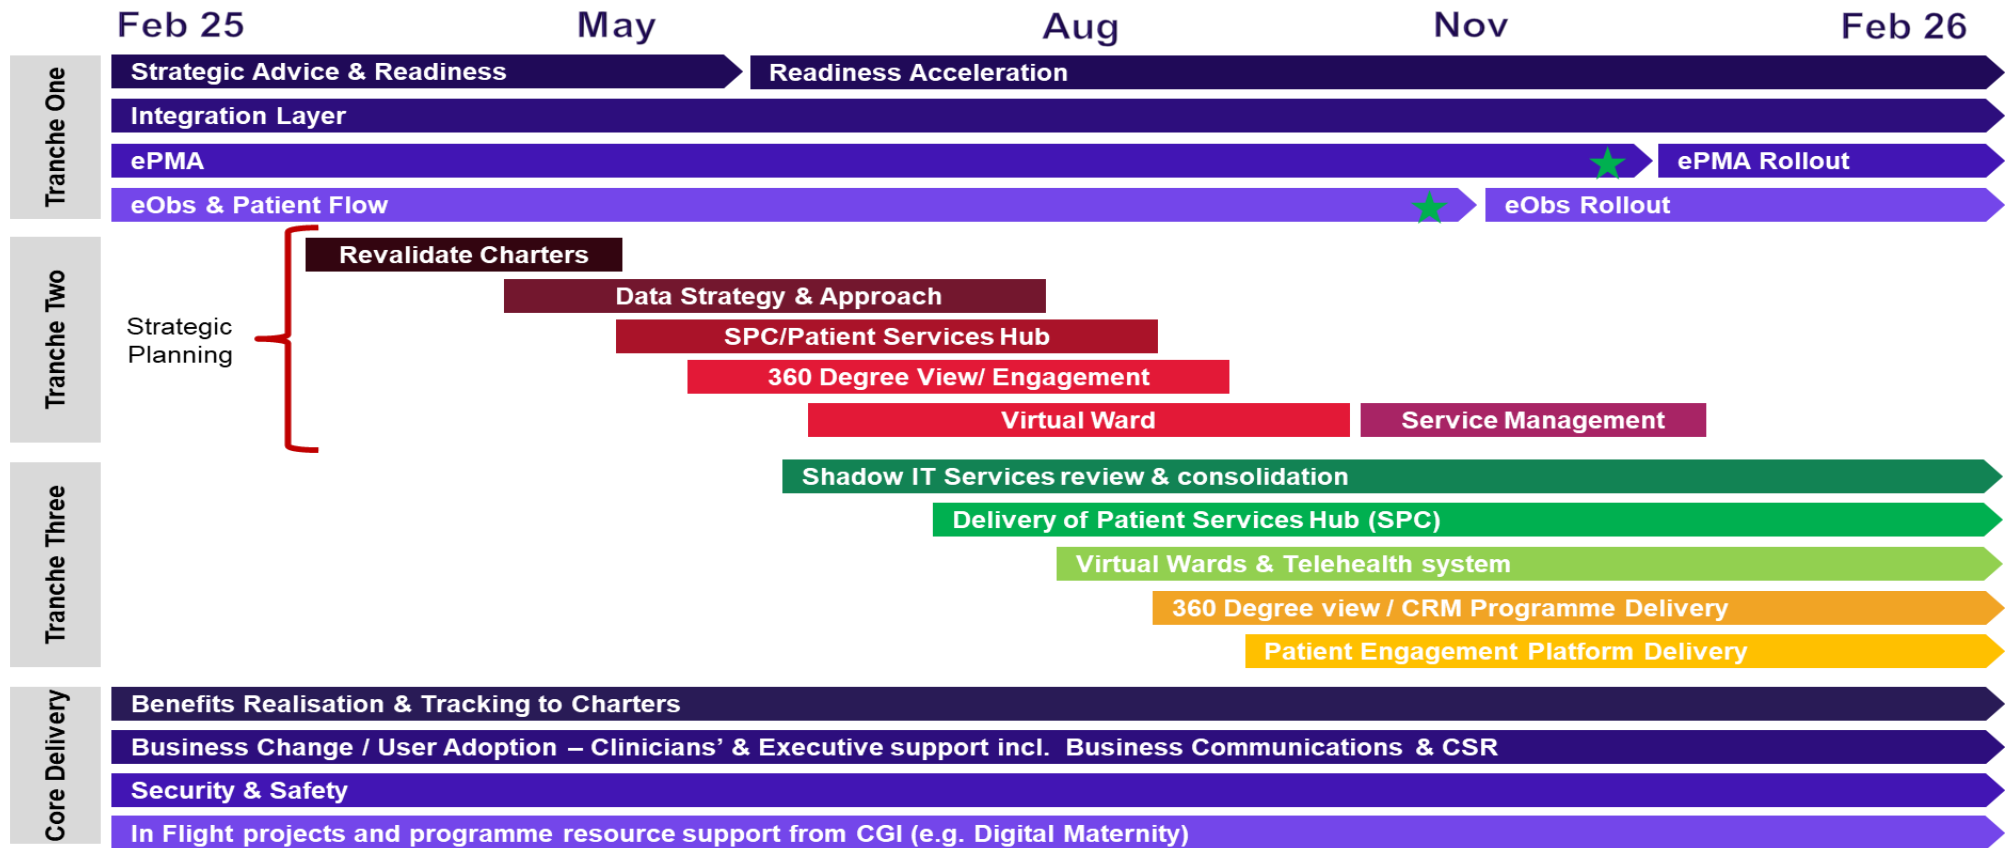 Feb 25
May
Aug
Nov
Feb 26
Tranche One
Strategic Advice & Readiness
Readiness Acceleration
Integration Layer
ePMA
ePMA Rollout
eObs & Patient Flow
eObs Rollout
Tranche Two
Strategic
Planning
Revalidate Charters
Data Strategy & Approach
SPC/Patient Services Hub
360 Degree View/ Engagement
Virtual Ward
Service Management
Tranche Three
Shadow IT Services review & consolidation
Delivery of Patient Services Hub (SPC)
Virtual Wards & Telehealth system
360 Degree view / CRM Programme Delivery
Patient Engagement Platform Delivery
Core Delivery
Benefits Realisation & Tracking to Charters
Business Change / User Adoption – Clinicians’ & Executive support incl. Business Communications & CSR
Security & Safety
In Flight projects and programme resource support from CGI (e.g. Digital Maternity)